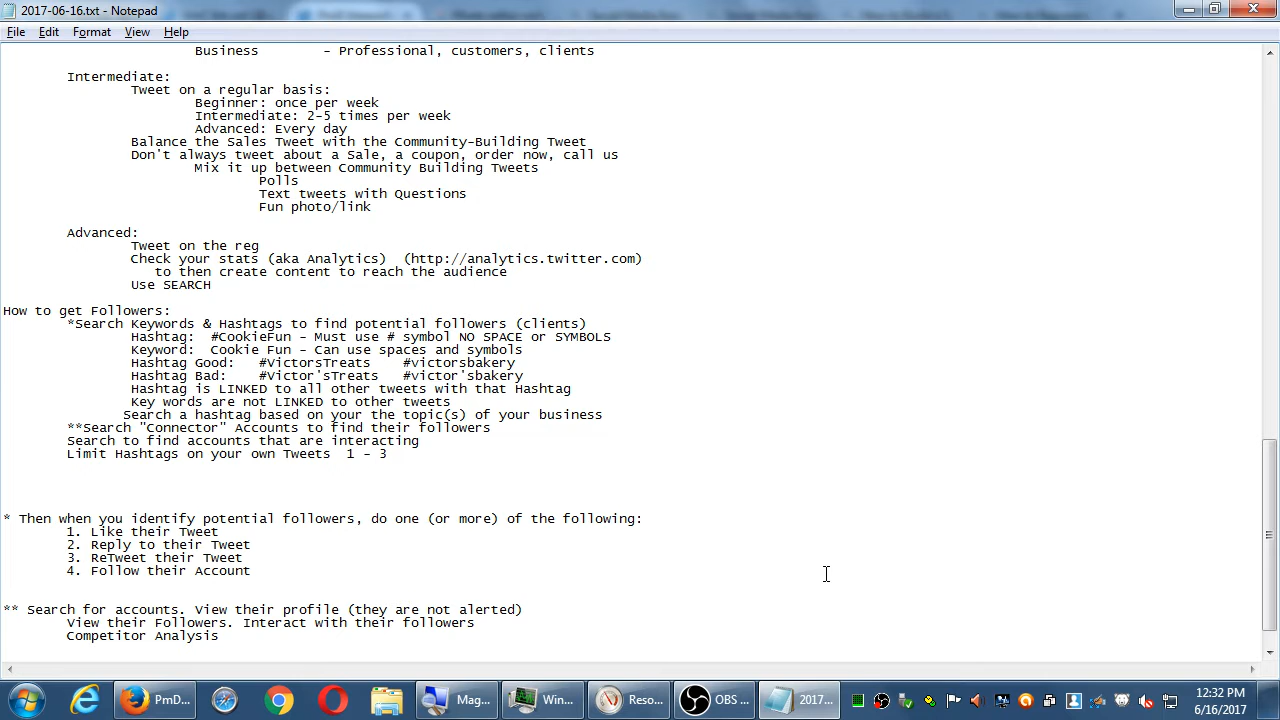 2017-06-16.txt - Notepad
File Edit Format View Help
Business - Professional, customers, clients
Intermediate:
Tweet on a regular basis:
Beginner: once per week
Intermediate: 2-5 times per week
Advanced: Every day
Balance the Sales Tweet with the Community-Building Tweet
Don't always tweet about a Sale, a coupon, order now, call us
Mix it up between Community Building Tweets
Polls
Text tweets with Questions
Fun photo/link
Advanced:
Tweet on the reg
Check your stats (aka Analytics) (http://analytics.twitter.com)
to then create content to reach the audience
Use SEARCH
How to get Followers:
*Search Keywords & Hashtags to find potential followers (clients)
Hashtag: #CookieFun - Must use # symbol NO SPACE or SYMBOLS
Keyword: Cookie Fun - Can use spaces and symbols
Hashtag Good: #VictorsTreats #victorsbakery
Hashtag Bad: #Victor'sTreats #victor'sbakery
Hashtag is LINKED to all other tweets with that Hashtag
Key words are not LINKED to other tweets
Search a hashtag based on your the topic(s) of your business
**Search "Connector" Accounts to find their followers
Search to find accounts that are interacting
Limit Hashtags on your own Tweets 1 - 3
* Then when you identify potential followers, do one (or more) of the following:
1. Like their Tweet
2. Reply to their Tweet
3. ReTweet their Tweet
4. Follow their Account
** Search for accounts. View their profile (they are not alerted)
View their Followers. Interact with their followers
Competitor Analysis
PmD... Mag... Win... Reso... OBS ... 2017... 12:32 PM
6/16/2017